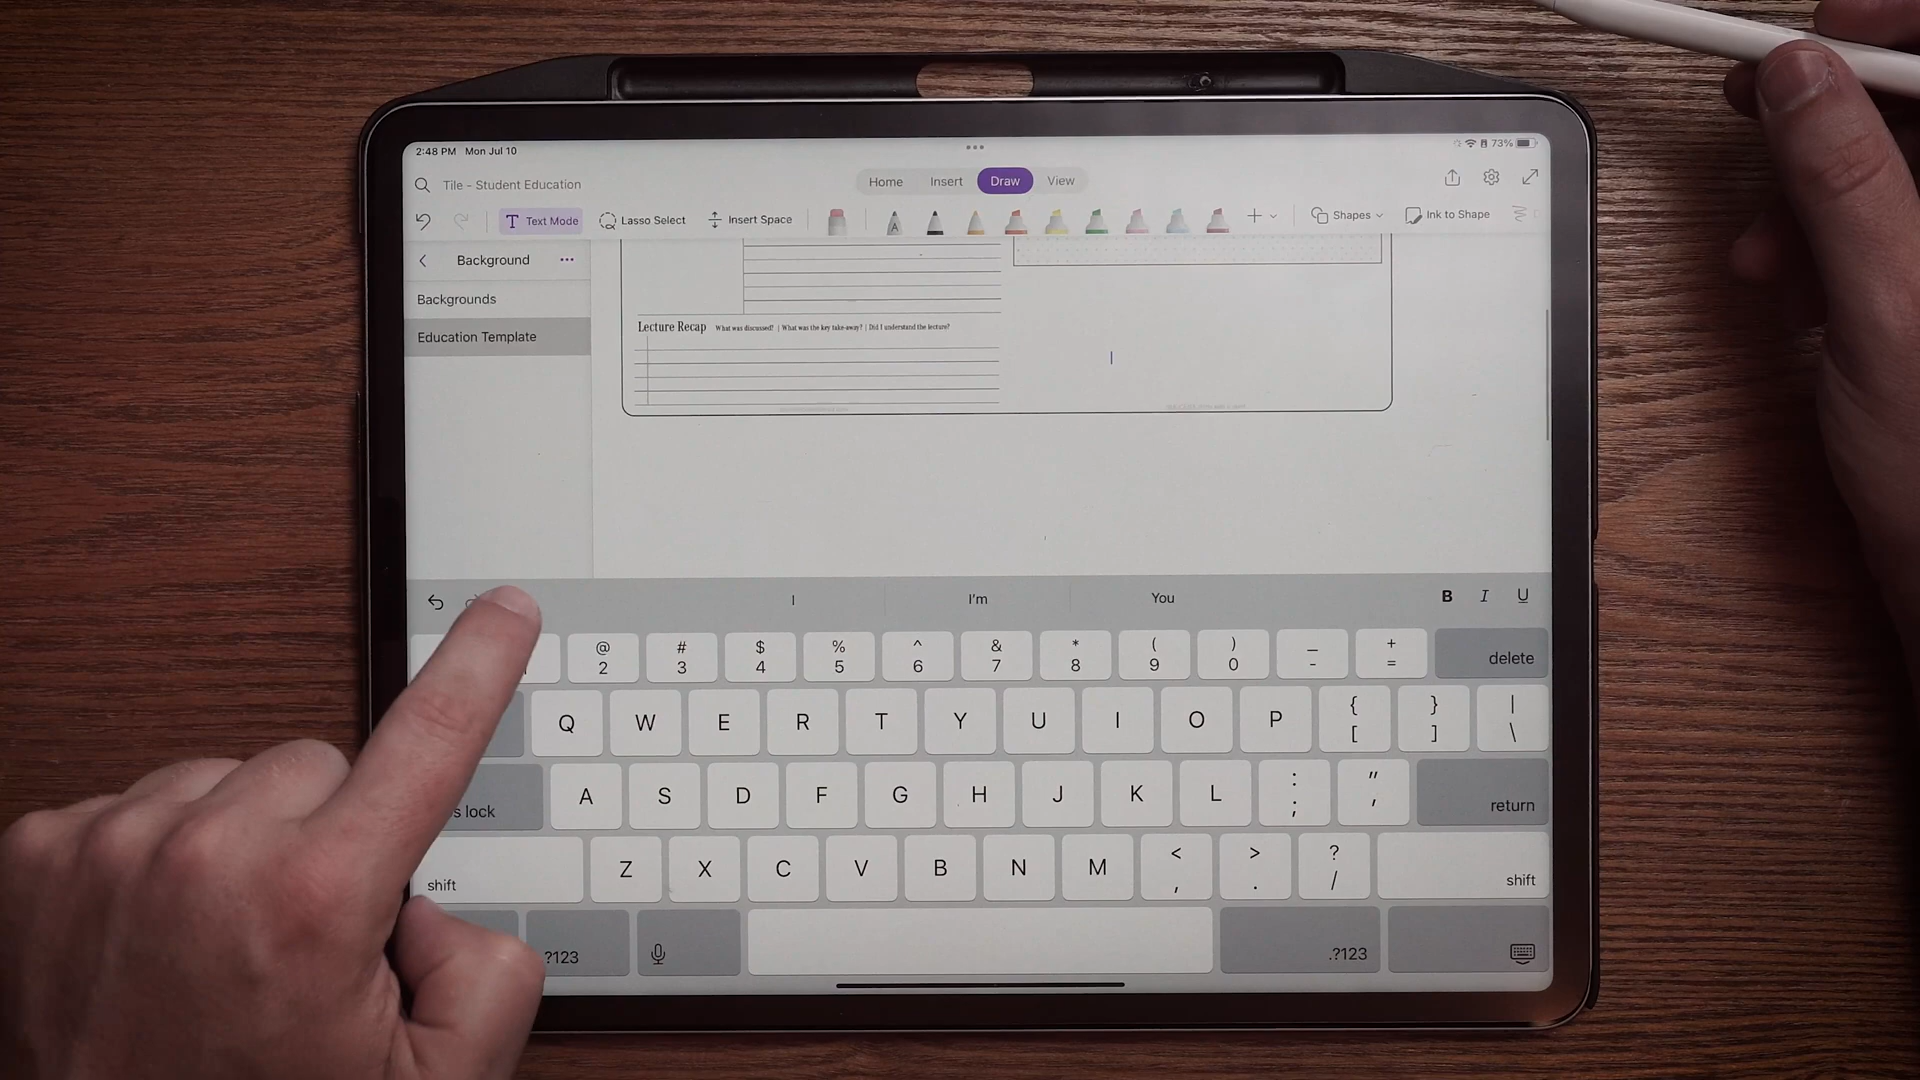 2:48 PM Mon Jul 10
73%
Tile - Student Education
Home Insert Draw View
Text Mode Lasso Select Insert Space
A
Shapes Ink to Shape
Background
Backgrounds
Education Template
Lecture Recap What was discussed? | What was the key take-away? | Did I understand the lecture?
I I'm You
B I U
@ # $ % ^ & * ( ) _ +
2 3 4 5 6 7 8 9 0 - = delete
Q W E R T Y U I O P { [ } ] | \
s lock A S D F G H J K L : ; " ' return
shift Z X C V B N M < , > . ? / shift
.?123 .?123